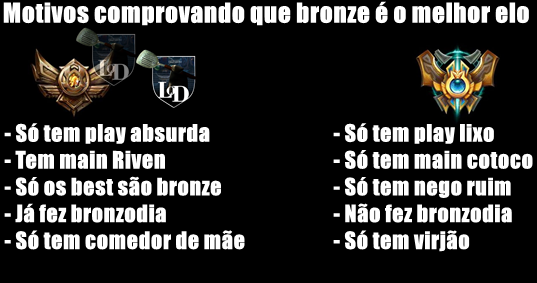 Motivos comprovando que bronze é o melhor elo
LD
LD
- Só tem play absurda
- Tem main Riven
- Só os best são bronze
- Já fez bronzodia
- Só tem comedor de mãe
- Só tem play lixo
- Só tem main cotoco
- Só tem nego ruim
- Não fez bronzodia
- Só tem virjão